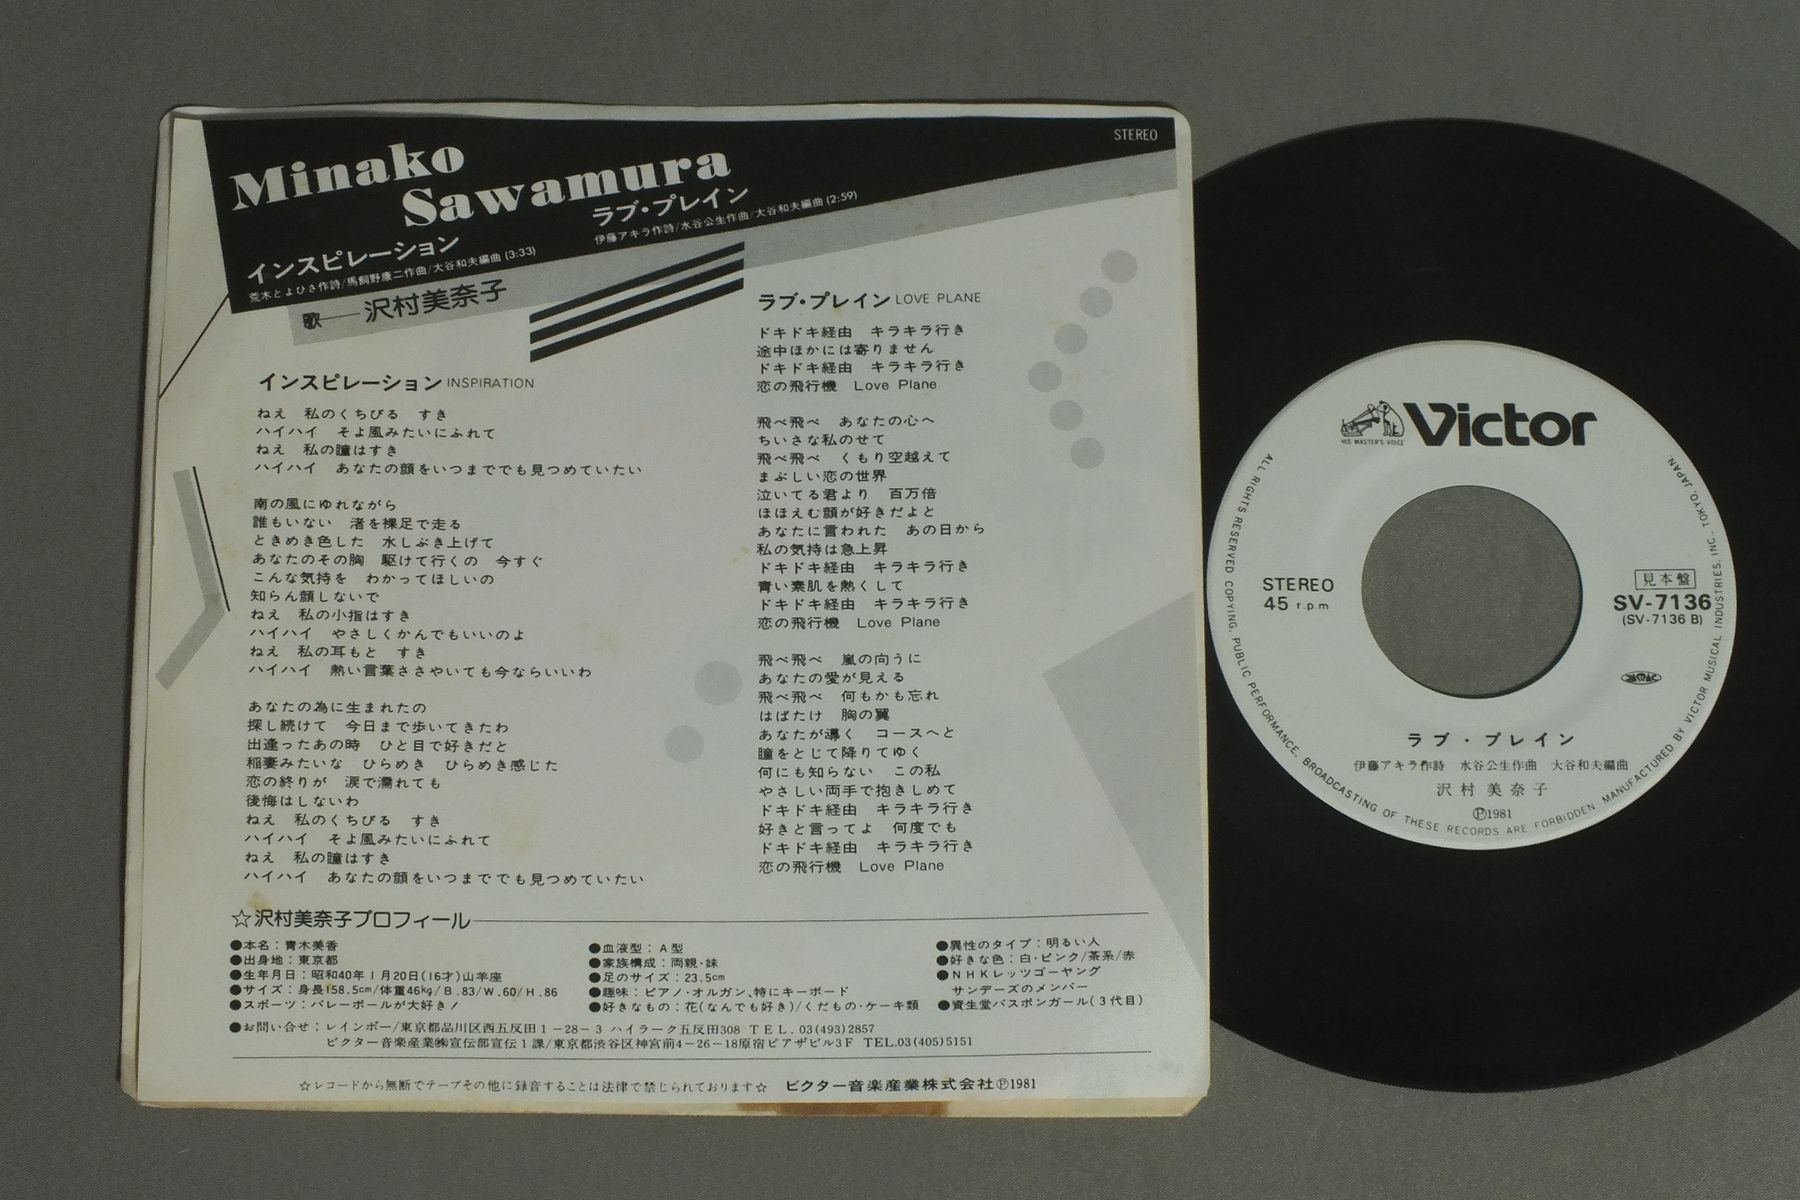 STEREO
Minako
Sawamura
インスピレーション
荒木とよひさ作詩/馬飼野康二作曲/大谷和夫編曲(3:33)
ラブ・プレイン
伊藤アキラ作詩/水谷公生作曲/大谷和夫編曲(2:59)
歌——沢村美奈子
インスピレーション INSPIRATION
ねえ 私のくちびる すき
ハイハイ そよ風みたいにふれて
ねえ 私の瞳はすき
ハイハイ あなたの顔をいつまででも見つめていたい
南の風にゆれながら
誰もいない 渚を裸足で走る
ときめき色した 水しぶき上げて
あなたのその胸 駆けて行くの 今すぐ
こんな気持を わかってほしいの
知らん顔しないで
ねえ 私の小指はすき
ハイハイ やさしくかんでもいいのよ
ねえ 私の耳もと すき
ハイハイ 熱い言葉ささやいても今ならいいわ
あなたの為に生まれたの
探し続けて 今日まで歩いてきたわ
出逢ったあの時 ひと目で好きだと
稲妻みたいな ひらめき ひらめき感じた
恋の終りが 涙で濡れても
後悔はしないわ
ねえ 私のくちびる すき
ハイハイ そよ風みたいにふれて
ねえ 私の瞳はすき
ハイハイ あなたの顔をいつまででも見つめていたい
ラブ・プレイン LOVE PLANE
ドキドキ経由 キラキラ行き
途中ほかには寄りません
ドキドキ経由 キラキラ行き
恋の飛行機 Love Plane
飛べ飛べ あなたの心へ
ちいさな私のせて
飛べ飛べ くもり空越えて
まぶしい恋の世界
泣いてる君より 百万倍
ほほえむ顔が好きだよと
あなたに言われた あの日から
私の気持は急上昇
ドキドキ経由 キラキラ行き
青い素肌を熱くして
ドキドキ経由 キラキラ行き
恋の飛行機 Love Plane
飛べ飛べ 嵐の向うに
あなたの愛が見える
飛べ飛べ 何もかも忘れ
はばたけ 胸の翼
あなたが導く コースへと
瞳をとじて降りてゆく
何にも知らない この私
やさしい両手で抱きしめて
ドキドキ経由 キラキラ行き
好きと言ってよ 何度でも
ドキドキ経由 キラキラ行き
恋の飛行機 Love Plane
☆沢村美奈子プロフィール
●本名：青木美香
●出身地：東京都
●生年月日：昭和40年1月20日(16才)山羊座
●サイズ：身長158.5cm/体重46kg/B.83/W.60/H.86
●スポーツ：バレーボールが大好き！
●血液型：A型
●家族構成：両親・妹
●足のサイズ：23.5cm
●趣味：ピアノ・オルガン、特にキーボード
●好きなもの：花(なんでも好き)/くだもの・ケーキ類
●異性のタイプ：明るい人
●好きな色：白・ピンク/茶系/赤
●NHKレッツゴーヤング
サンデーズのメンバー
●資生堂バスボンガール(3代目)
●お問い合せ：レインボー/東京都品川区西五反田1-28-3 ハイラーク五反田308 TEL.03(493)2857
ビクター音楽産業㈱宣伝部宣伝1課/東京都渋谷区神宮前4-26-18原宿ピアザビル3F TEL.03(405)5151
☆レコードから無断でテープその他に録音することは法律で禁じられております☆ ビクター音楽産業株式会社Ⓟ1981
HIS MASTER'S VOICE
Victor
STEREO
45 r.p.m
見本盤
SV-7136
(SV-7136 B)
JASRAC
ラブ・プレイン
伊藤アキラ作詩 水谷公生作曲 大谷和夫編曲
沢村美奈子
Ⓟ1981
ALL RIGHTS RESERVED. COPYING, PUBLIC PERFORMANCE, BROADCASTING OF THESE RECORDS ARE FORBIDDEN MANUFACTURED BY VICTOR MUSICAL INDUSTRIES, INC., TOKYO, JAPAN.